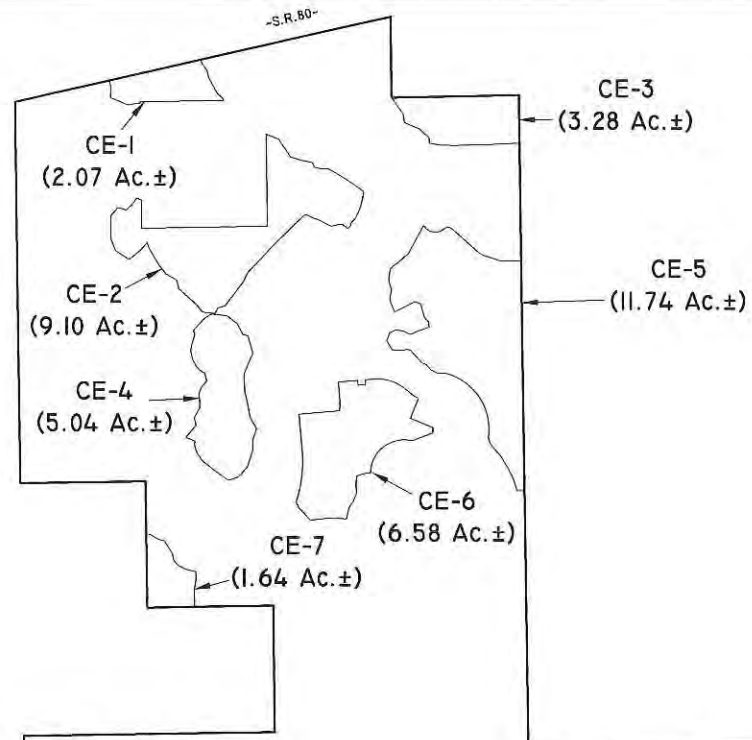 -S.R.80-
CE-1
(2.07 Ac.±)
CE-3
(3.28 Ac.±)
CE-2
(9.10 Ac.±)
CE-5
(11.74 Ac.±)
CE-4
(5.04 Ac.±)
CE-6
(6.58 Ac.±)
CE-7
(1.64 Ac.±)